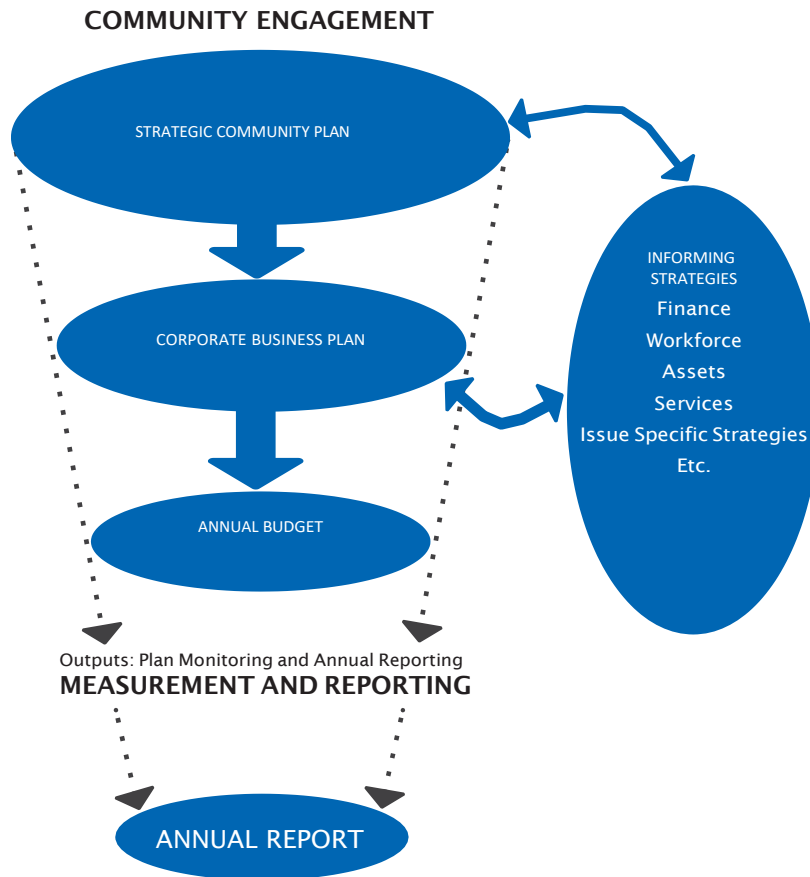 COMMUNITY ENGAGEMENT
STRATEGIC COMMUNITY PLAN
INFORMING
STRATEGIES
Finance
Workforce
Assets
Services
Issue Specific Strategies
Etc.
CORPORATE BUSINESS PLAN
ANNUAL BUDGET
Outputs: Plan Monitoring and Annual Reporting
MEASUREMENT AND REPORTING
ANNUAL REPORT